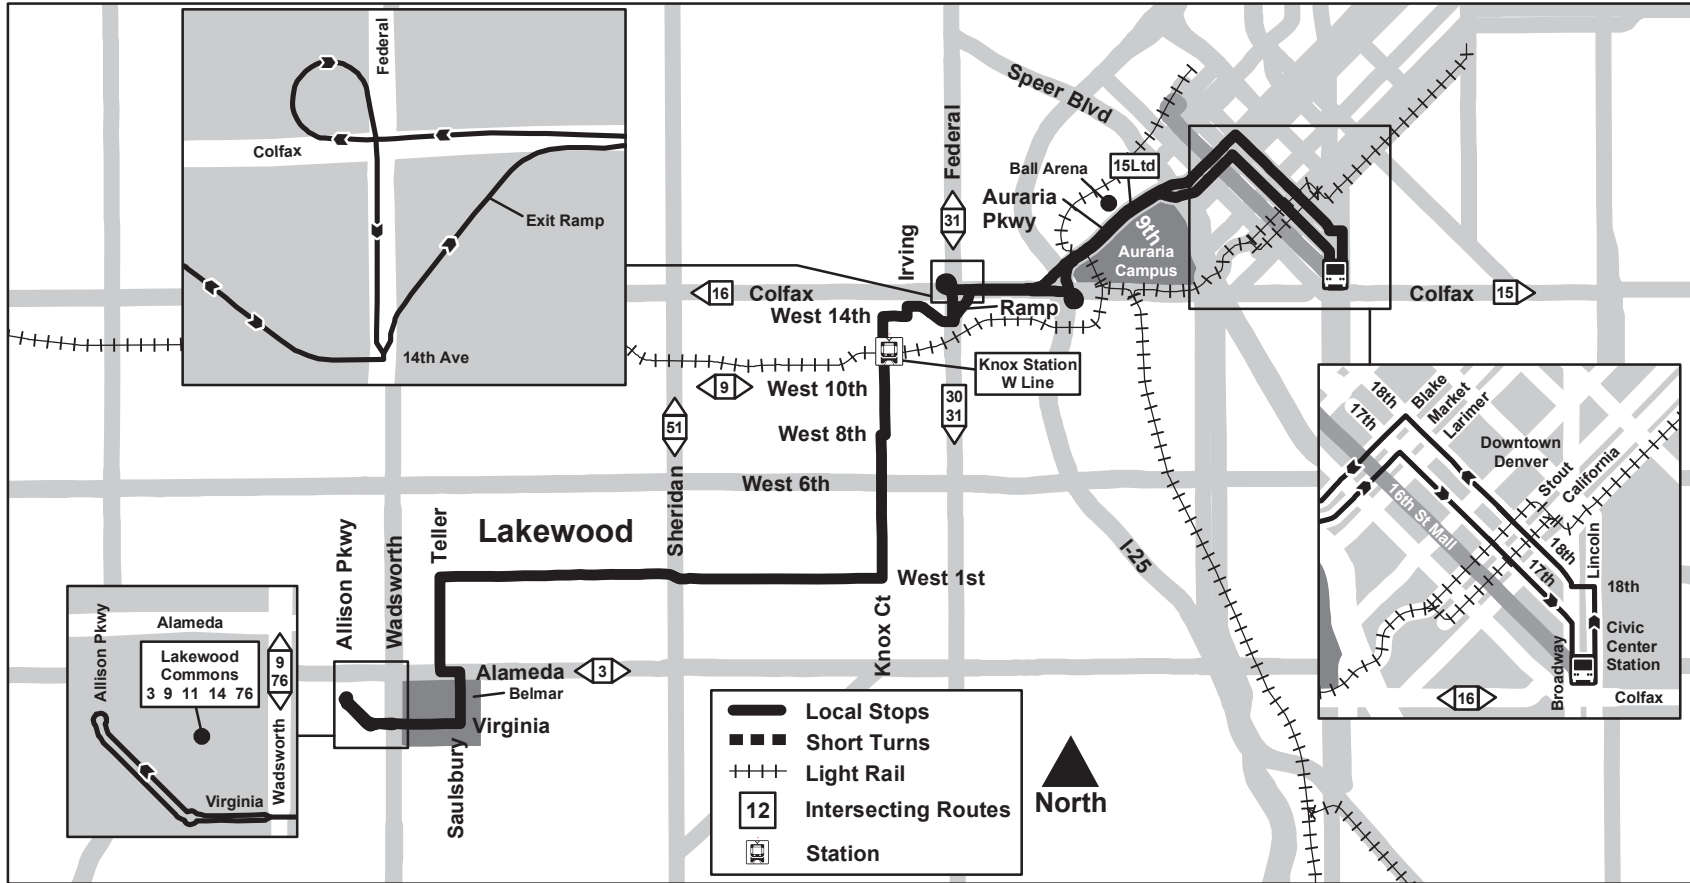 Federal
Colfax
Exit Ramp
14th Ave
Speer Blvd
Federal
Ball Arena
15Ltd
Auraria
Pkwy
31
9th
Auraria
Campus
Irving
16
Colfax
Colfax
15
West 14th
Ramp
Knox Station
W Line
9
West 10th
30
31
51
West 8th
West 6th
Sheridan
Lakewood
Teller
Allison Pkwy
Wadsworth
West 1st
Knox Ct
I-25
Alameda
3
Belmar
Virginia
Saulsbury
Allison Pkwy
Alameda
Lakewood
Commons
3 9 11 14 76
9
76
Wadsworth
Virginia
18th
17th
Blake
Market
Larimer
Downtown
Denver
Stout
California
16th St Mall
18th
17th
Lincoln
18th
Civic
Center
Station
Broadway
16
Colfax
Local Stops
Short Turns
Light Rail
12 Intersecting Routes
Station
North